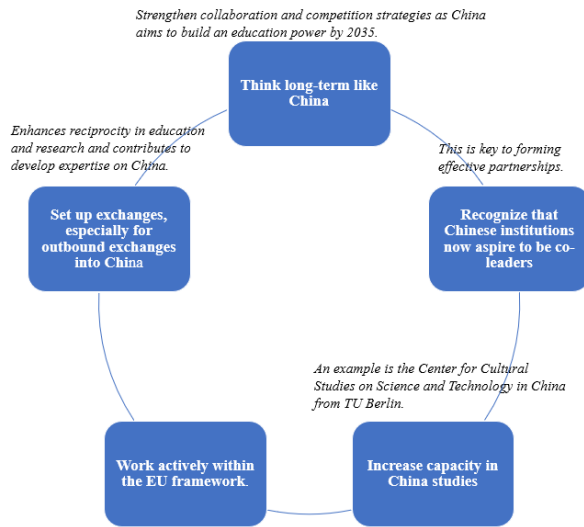 Strengthen collaboration and competition strategies as China
aims to build an education power by 2035.
Think long-term like
China
This is key to forming
effective partnerships.
Recognize that
Chinese institutions
now aspire to be co-
leaders
An example is the Center for Cultural
Studies on Science and Technology in China
from TU Berlin.
Increase capacity in
China studies
Work actively within
the EU framework.
Enhances reciprocity in education
and research and contributes to
develop expertise on China.
Set up exchanges,
especially for
outbound exchanges
into China